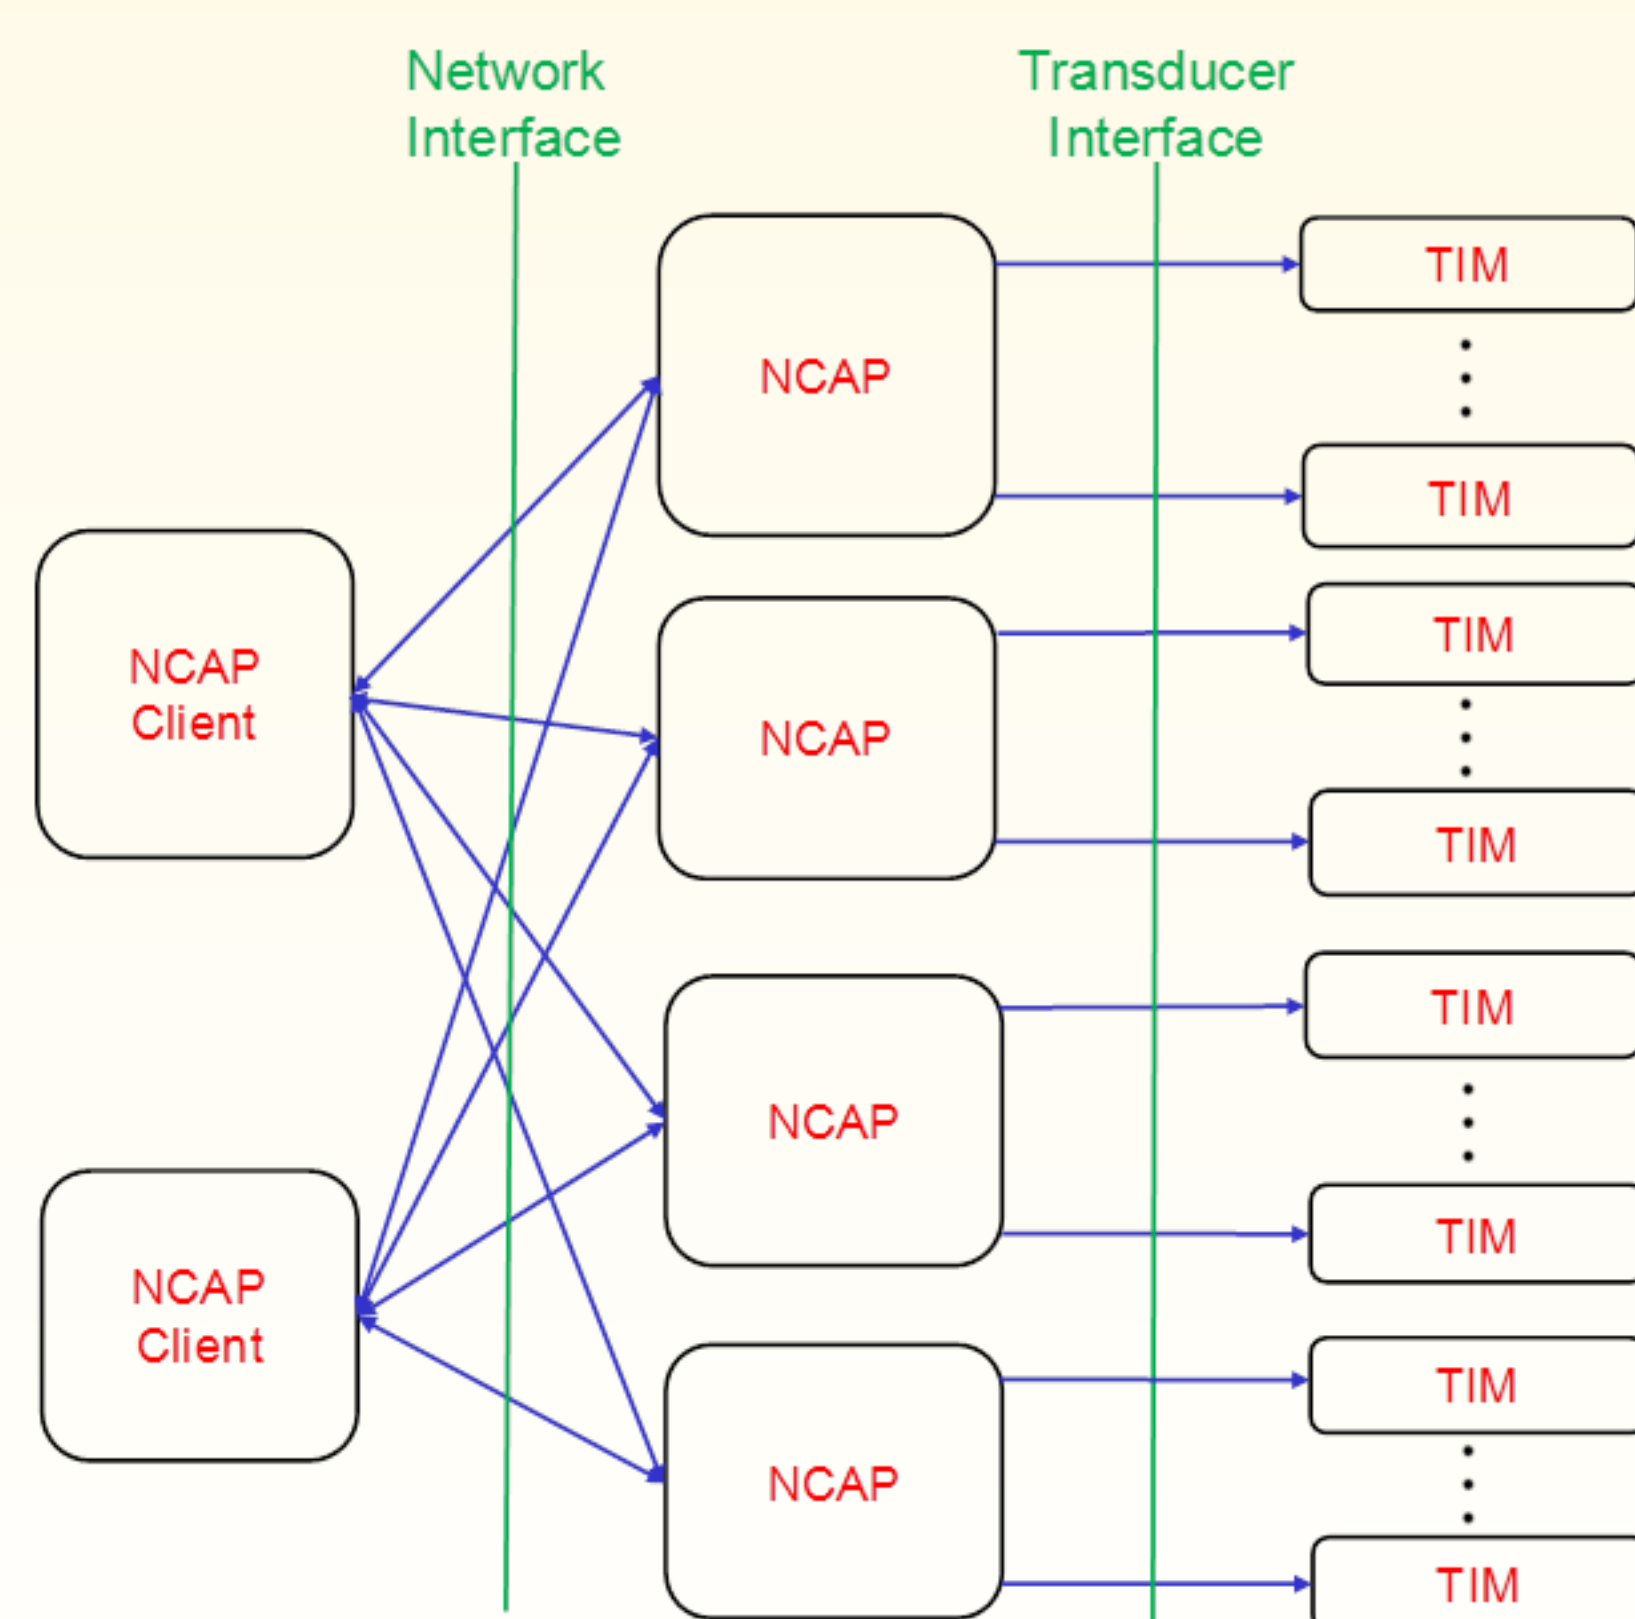 Network
Interface
Transducer
Interface
NCAP
TIM
TIM
NCAP
Client
NCAP
TIM
TIM
NCAP
TIM
TIM
NCAP
Client
NCAP
TIM
TIM